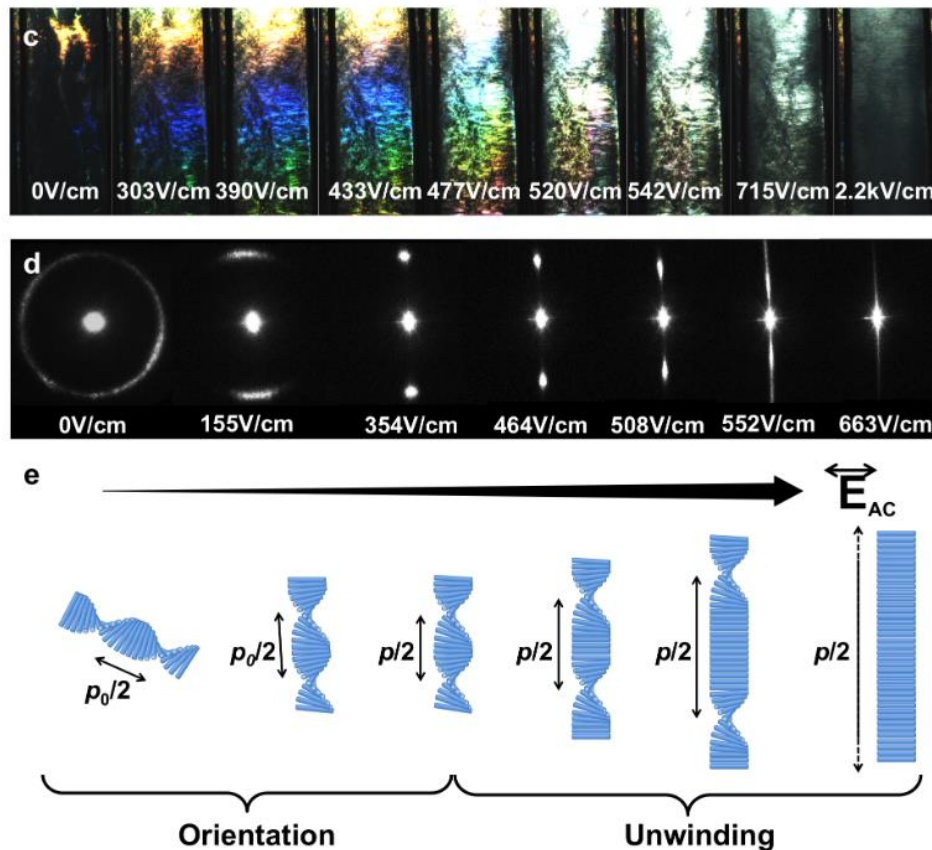 c
0V/cm 303V/cm 390V/cm 433V/cm 477V/cm 520V/cm 542V/cm 715V/cm 2.2kV/cm
d
0V/cm 155V/cm 354V/cm 464V/cm 508V/cm 552V/cm 663V/cm
e
E_AC
p₀/2 p₀/2 p/2 p/2 p/2 p/2
Orientation Unwinding